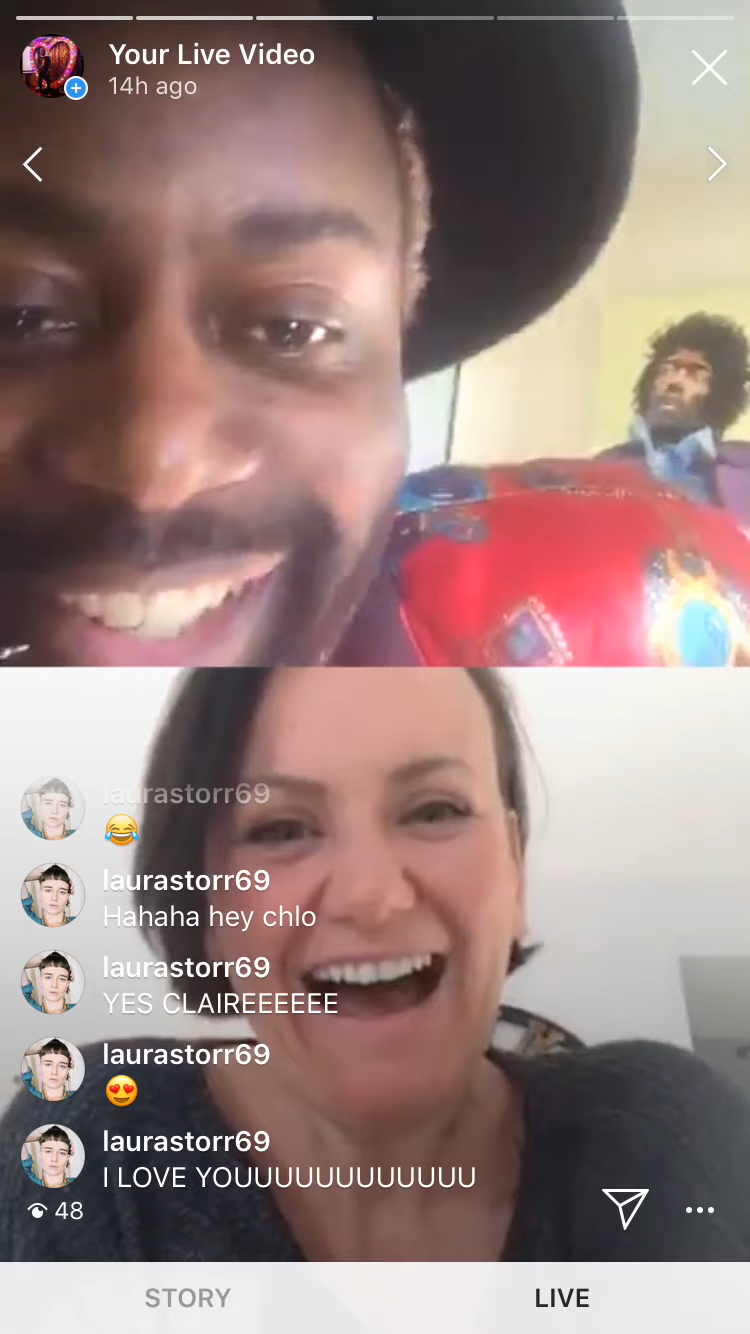 Your Live Video
14h ago
laurastorr69
😂
laurastorr69
Hahaha hey chlo
laurastorr69
YES CLAIREEEEEE
laurastorr69
😍
laurastorr69
I LOVE YOUUUUUUUUUUUUU
48
STORY
LIVE